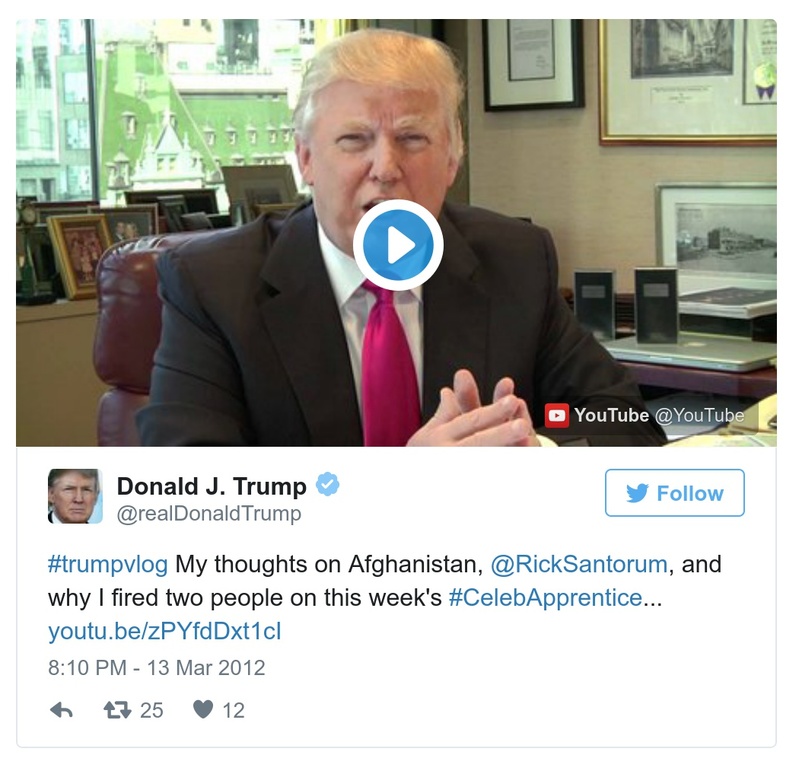 YouTube @YouTube
Donald J. Trump
@realDonaldTrump
Follow
#trumpvlog My thoughts on Afghanistan, @RickSantorum, and
why I fired two people on this week's #CelebApprentice...
youtu.be/zPYfdDxt1cI
8:10 PM - 13 Mar 2012
25
12